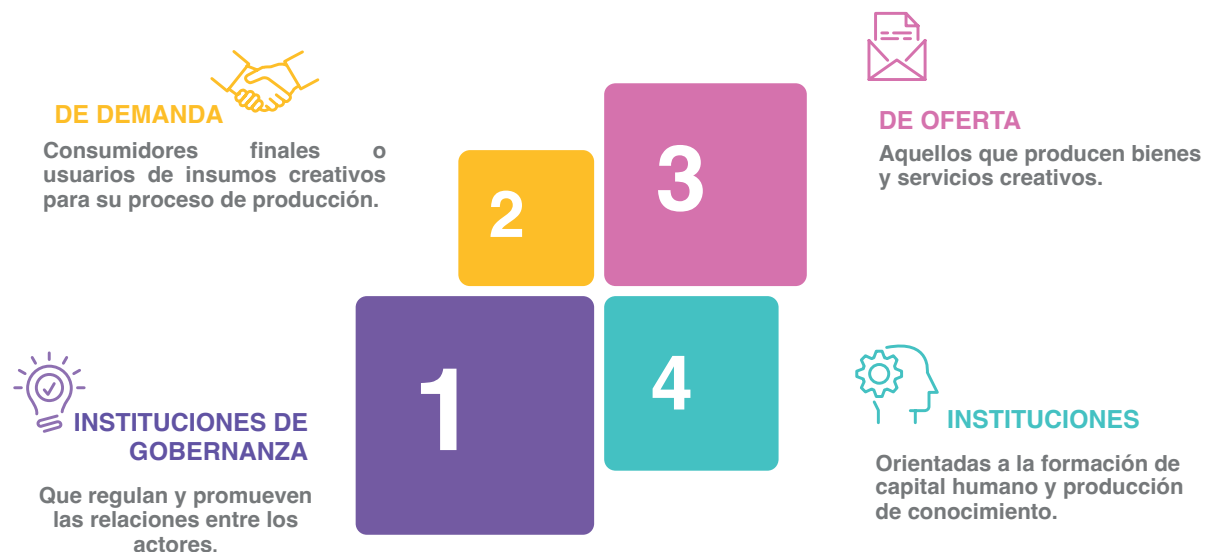 DE DEMANDA
Consumidores finales o
usuarios de insumos creativos
para su proceso de producción.
DE OFERTA
Aquellos que producen bienes
y servicios creativos.
2
3
1
4
INSTITUCIONES DE
GOBERNANZA
Que regulan y promueven
las relaciones entre los
actores.
INSTITUCIONES
Orientadas a la formación de
capital humano y producción
de conocimiento.